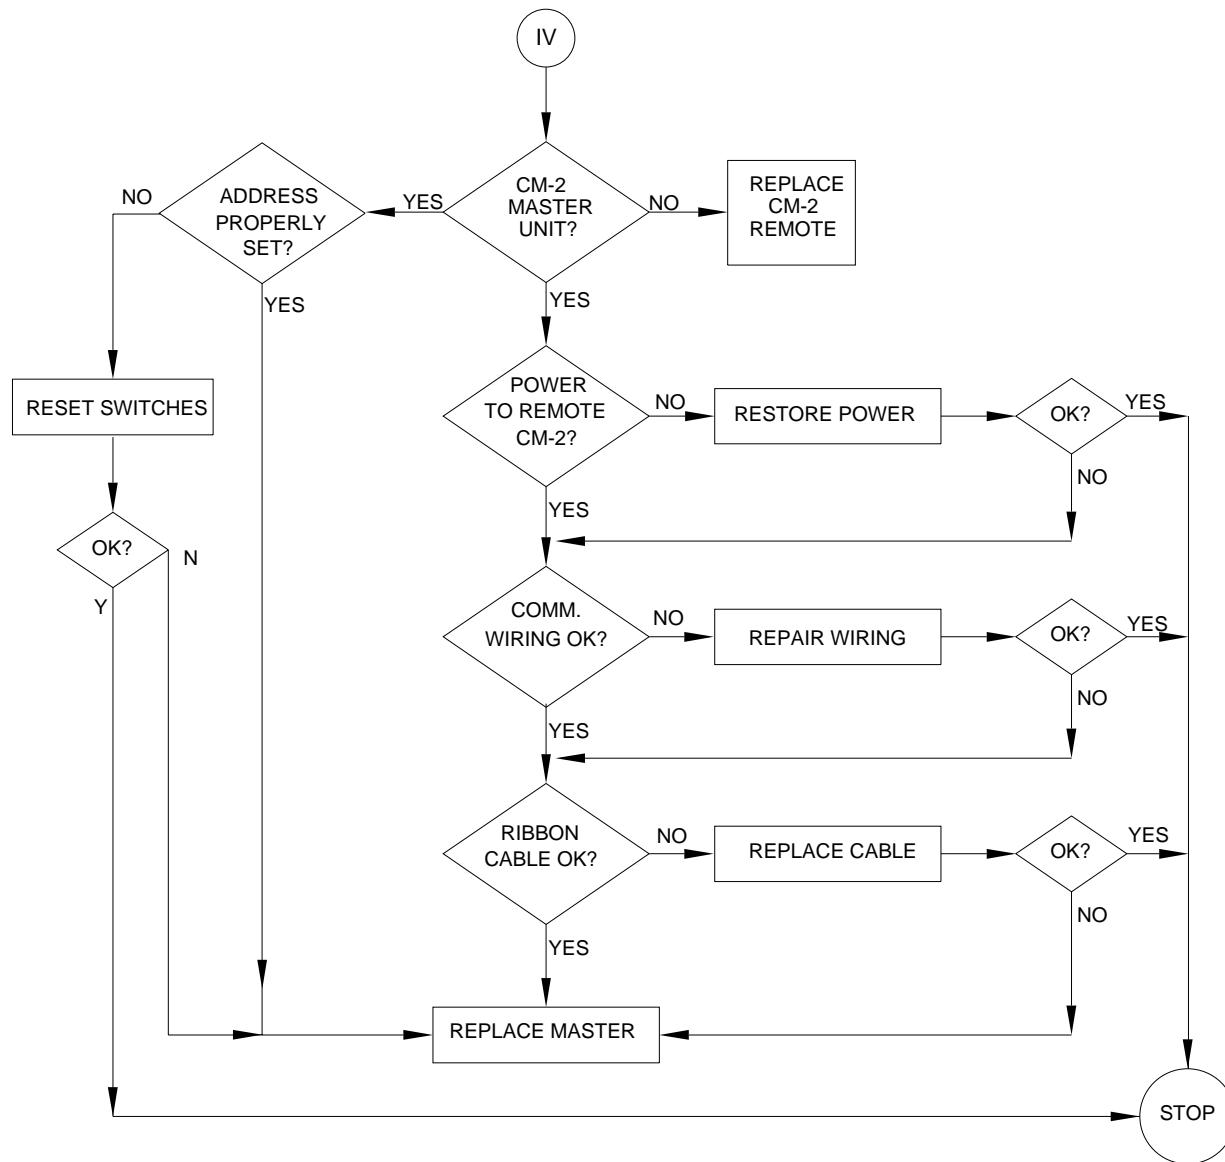 IV
NO
ADDRESS
PROPERLY
SET?
YES
CM-2
MASTER
UNIT?
NO
REPLACE
CM-2
REMOTE
YES
YES
RESET SWITCHES
POWER
TO REMOTE
CM-2?
NO
RESTORE POWER
OK?
YES
NO
YES
OK?
N
Y
COMM.
WIRING OK?
NO
REPAIR WIRING
OK?
YES
NO
YES
RIBBON
CABLE OK?
NO
REPLACE CABLE
OK?
YES
NO
YES
REPLACE MASTER
STOP